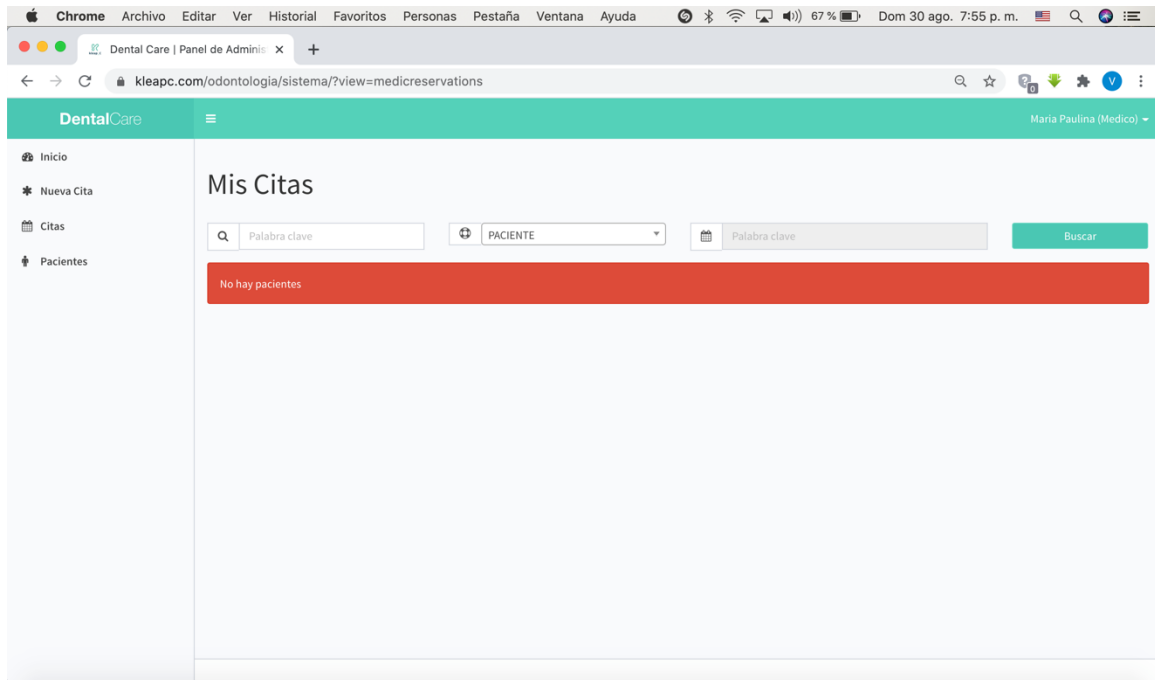 Chrome Archivo Editar Ver Historial Favoritos Personas Pestaña Ventana Ayuda 67 % Dom 30 ago. 7:55 p. m.
Dental Care | Panel de Adminis
kleapc.com/odontologia/sistema/?view=medicreservations 0 V
DentalCare Maria Paulina (Medico)
Inicio
Mis Citas
Nueva Cita
Citas
Palabra clave PACIENTE Palabra clave Buscar
Pacientes
No hay pacientes